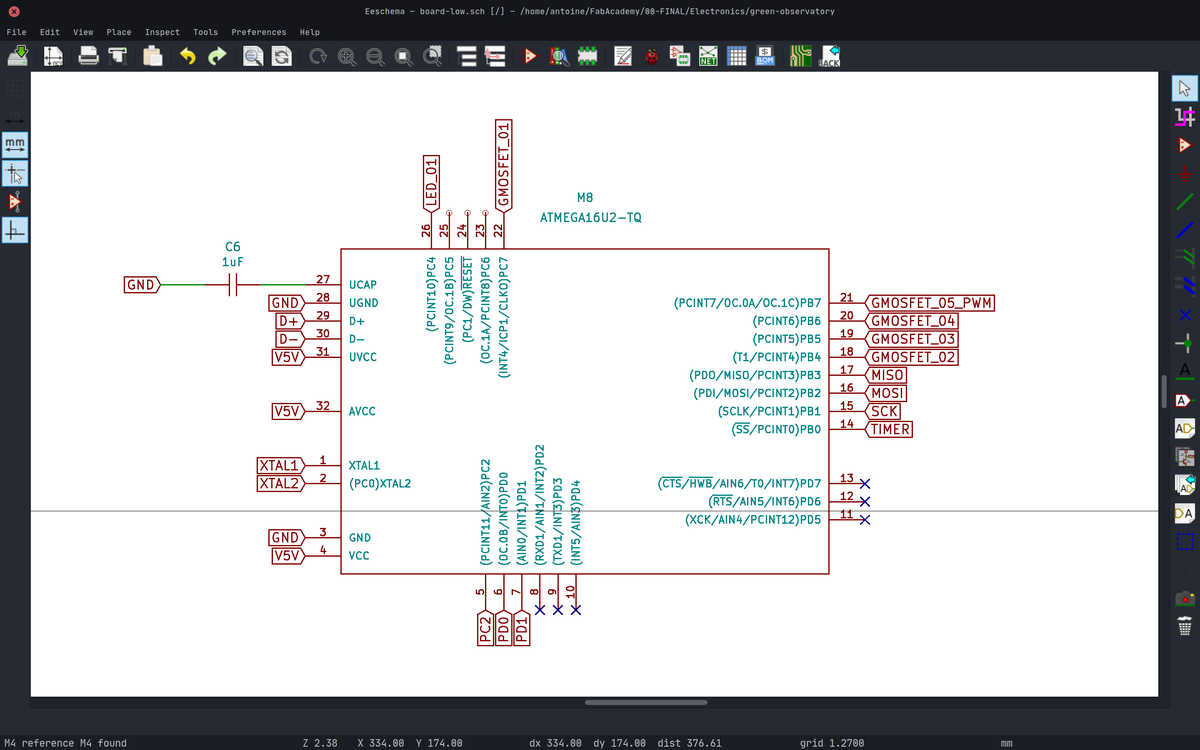 Eeschema — board-low.sch [/] — /home/antoine/FabAcademy/00-FINAL/Electronics/green-observatory
File Edit View Place Inspect Tools Preferences Help
NET
$
BOM
BACK
mm
LED_01
GMOSFET_01
M8
ATMEGA16U2-TQ
26
25
24
23
22
(PCINT10)PC4
(PCINT9/OC.1B)PC5
(PC1/DW)RESET
(OC.1A/PCINT8)PC6
(INT4/ICP1/CLKO)PC7
C6
1uF
GND
27 UCAP
GND 28 UGND
D+ 29 D+
D- 30 D-
V5V 31 UVCC
V5V 32 AVCC
XTAL1 1 XTAL1
XTAL2 2 (PC0)XTAL2
GND 3 GND
V5V 4 VCC
(PCINT7/OC.0A/OC.1C)PB7 21 GMOSFET_05_PWM
(PCINT6)PB6 20 GMOSFET_04
(PCINT5)PB5 19 GMOSFET_03
(T1/PCINT4)PB4 18 GMOSFET_02
(PDO/MISO/PCINT3)PB3 17 MISO
(PDI/MOSI/PCINT2)PB2 16 MOSI
(SCLK/PCINT1)PB1 15 SCK
(SS/PCINT0)PB0 14 TIMER
(CTS/HWB/AIN6/T0/INT7)PD7 13
(RTS/AIN5/INT6)PD6 12
(XCK/AIN4/PCINT12)PD5 11
(PCINT11/AIN2)PC2
(OC.0B/INT0)PD0
(AIN0/INT1)PD1
(RXD1/AIN1/INT2)PD2
(TXD1/INT3)PD3
(INT5/AIN3)PD4
5
6
7
8
9
10
PC2
PD0
PD1
A
A
AD
AD
DA
M4 reference M4 found Z 2.38 X 334.00 Y 174.00 dx 334.00 dy 174.00 dist 376.61 grid 1.2700 mm